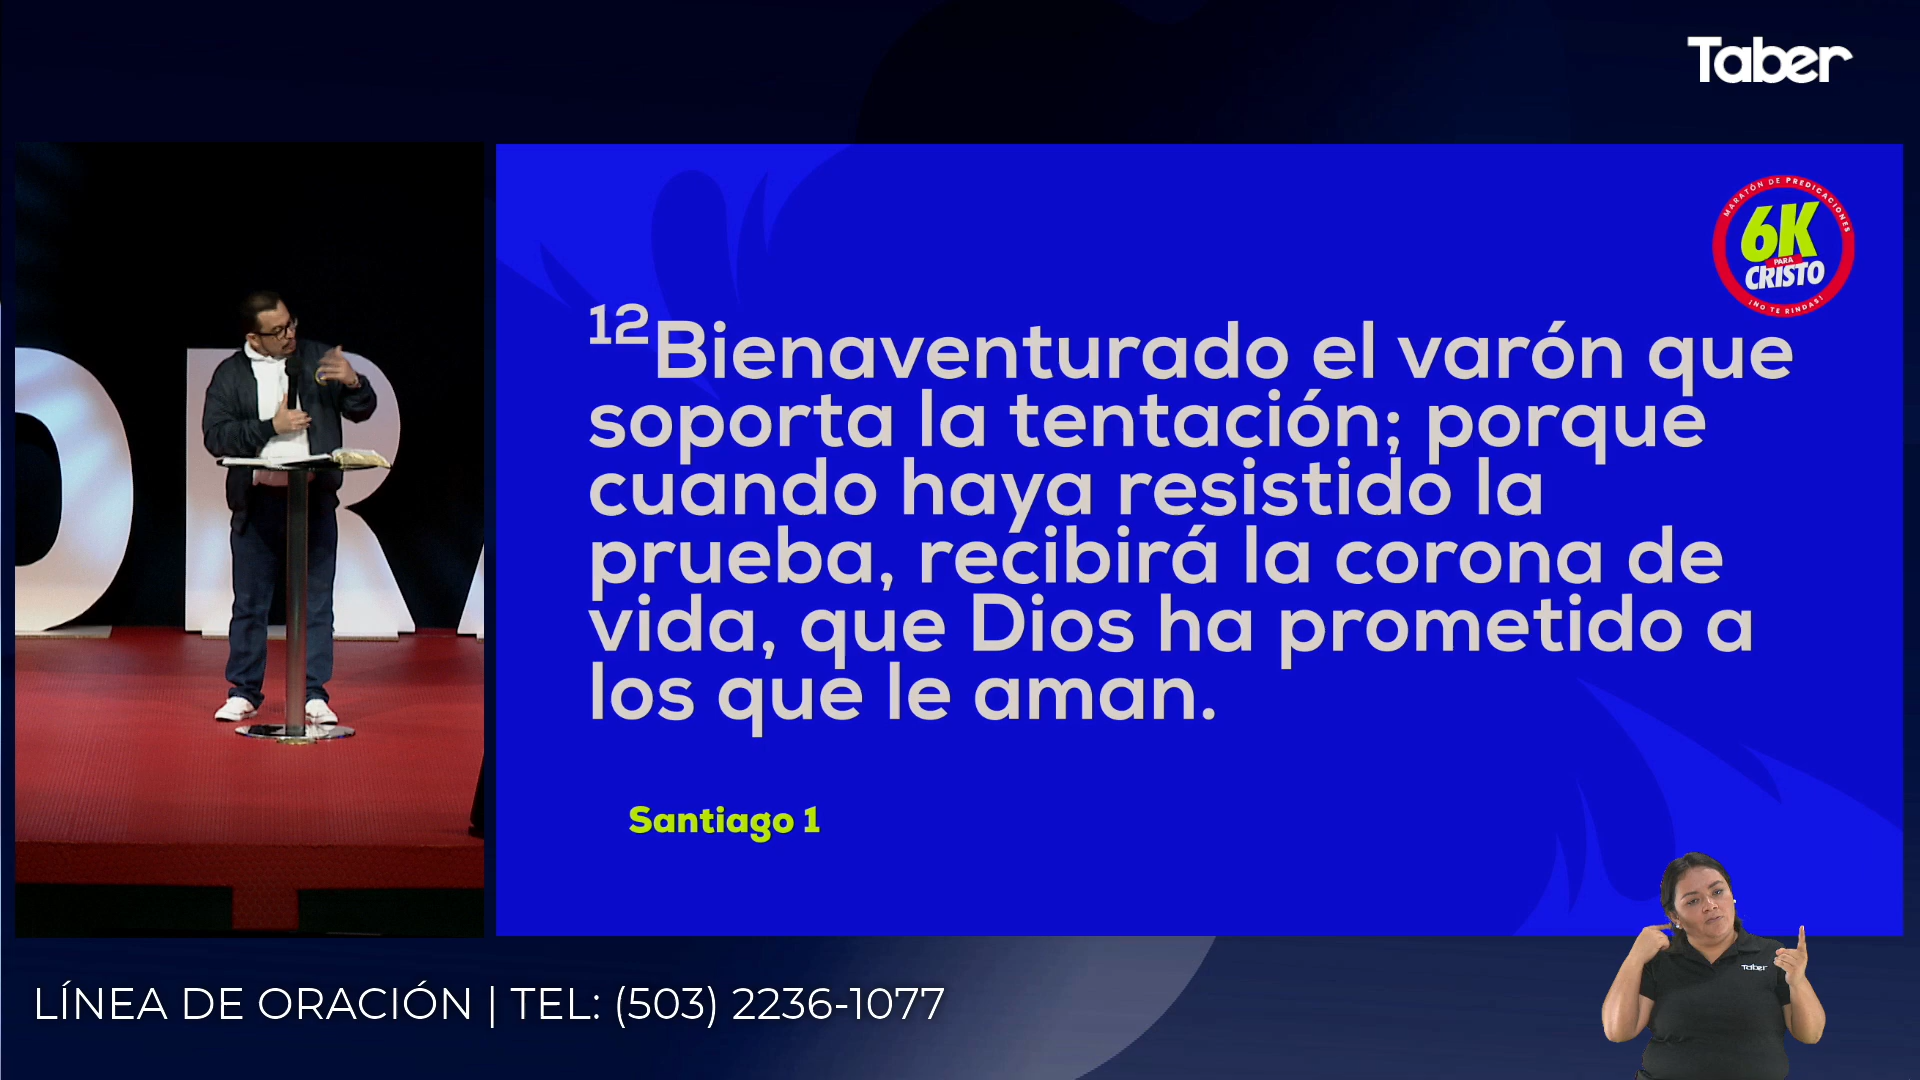 Taber
MARATÓN DE PREDICACIONES
6K
PARA
CRISTO
¡NO TE RINDAS!
12Bienaventurado el varón que
soporta la tentación; porque
cuando haya resistido la
prueba, recibirá la corona de
vida, que Dios ha prometido a
los que le aman.
Santiago 1
OR
Taber
LÍNEA DE ORACIÓN | TEL: (503) 2236-1077